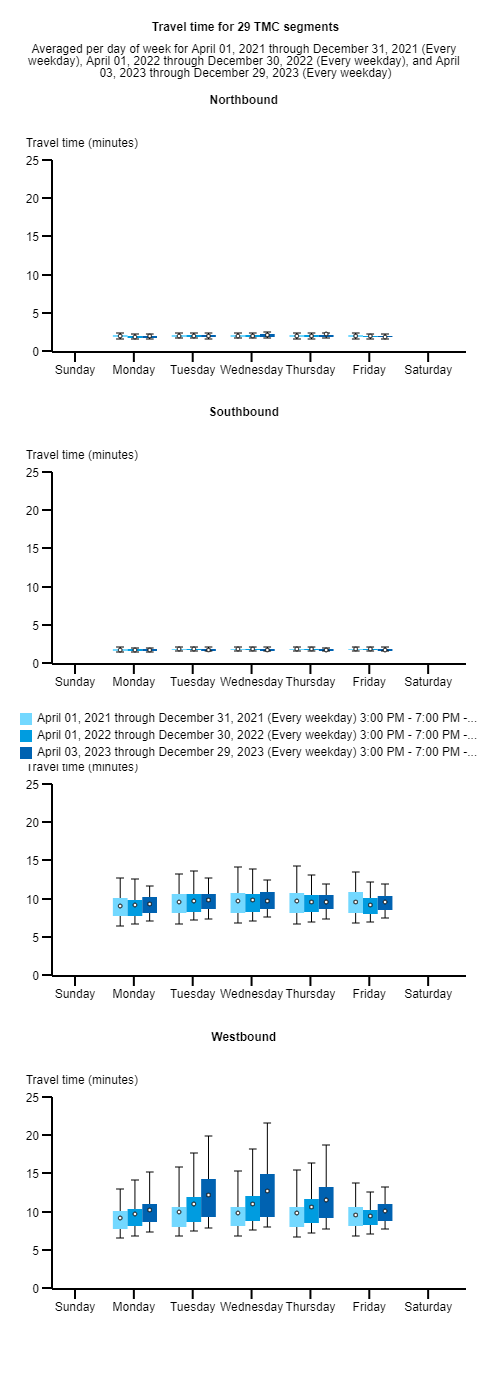 Travel time for 29 TMC segments
Averaged per day of week for April 01, 2021 through December 31, 2021 (Every
weekday), April 01, 2022 through December 30, 2022 (Every weekday), and April
03, 2023 through December 29, 2023 (Every weekday)
Northbound
Travel time (minutes)
25
20
15
10
5
0
Sunday Monday Tuesday Wednesday Thursday Friday Saturday
Southbound
Travel time (minutes)
25
20
15
10
5
0
Sunday Monday Tuesday Wednesday Thursday Friday Saturday
April 01, 2021 through December 31, 2021 (Every weekday) 3:00 PM - 7:00 PM -...
April 01, 2022 through December 30, 2022 (Every weekday) 3:00 PM - 7:00 PM -...
April 03, 2023 through December 29, 2023 (Every weekday) 3:00 PM - 7:00 PM -...
Travel time (minutes)
25
20
15
10
5
0
Sunday Monday Tuesday Wednesday Thursday Friday Saturday
Westbound
Travel time (minutes)
25
20
15
10
5
0
Sunday Monday Tuesday Wednesday Thursday Friday Saturday